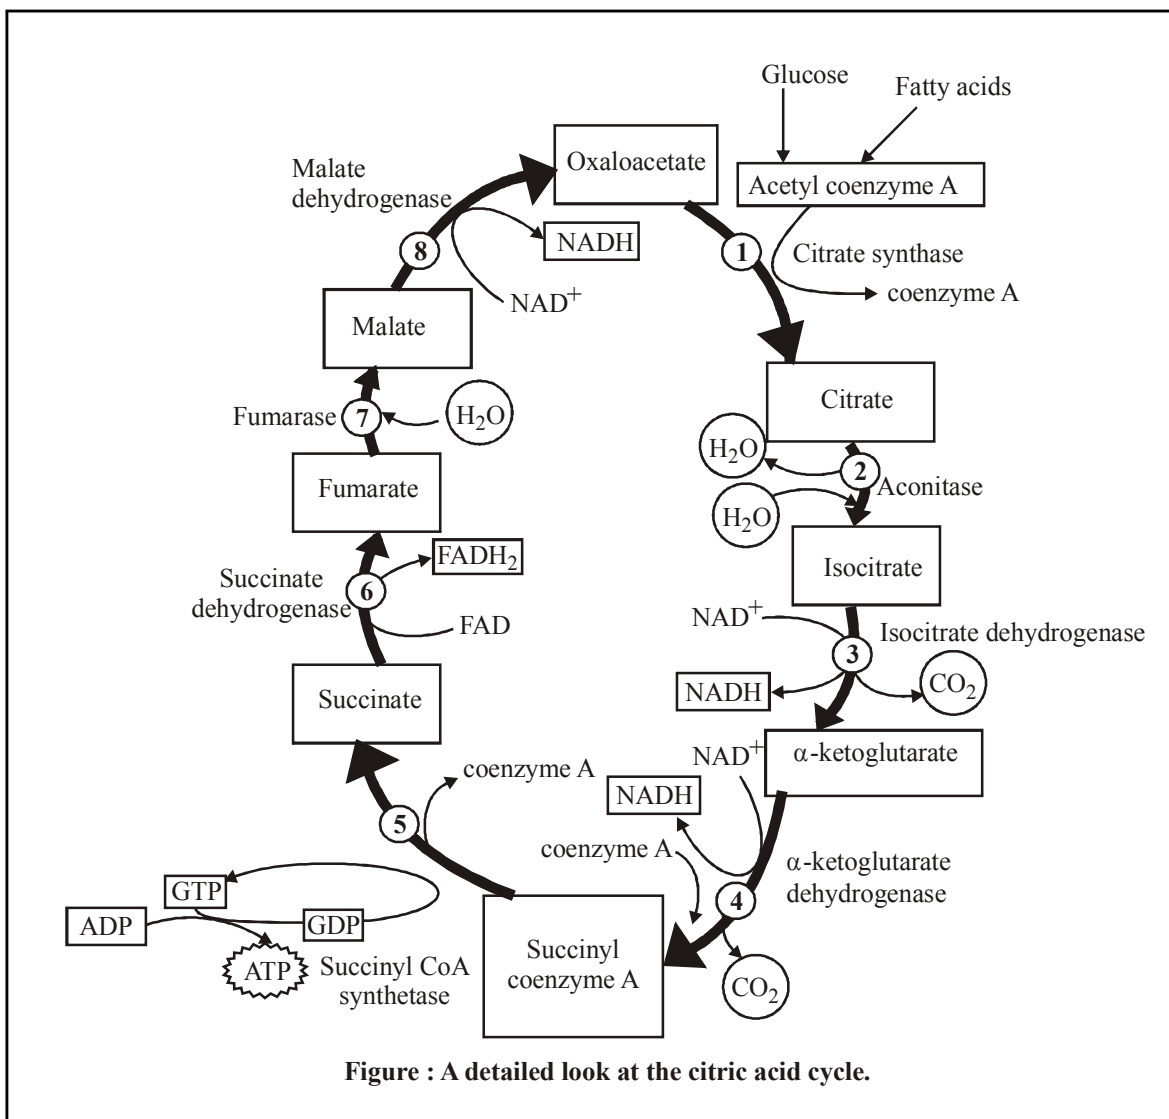 Glucose
Fatty acids
Oxaloacetate
Acetyl coenzyme A
Malate
dehydrogenase
NADH
8
1
Citrate synthase
coenzyme A
NAD+
Malate
Citrate
Fumarase
7
H2O
H2O
2
Aconitase
H2O
Fumarate
Isocitrate
FADH2
Succinate
dehydrogenase
6
FAD
NAD+
Isocitrate dehydrogenase
3
NADH
CO2
Succinate
α-ketoglutarate
NAD+
coenzyme A
NADH
5
coenzyme A
α-ketoglutarate
dehydrogenase
4
GTP
ADP
GDP
ATP
Succinyl CoA
synthetase
Succinyl
coenzyme A
CO2
Figure : A detailed look at the citric acid cycle.